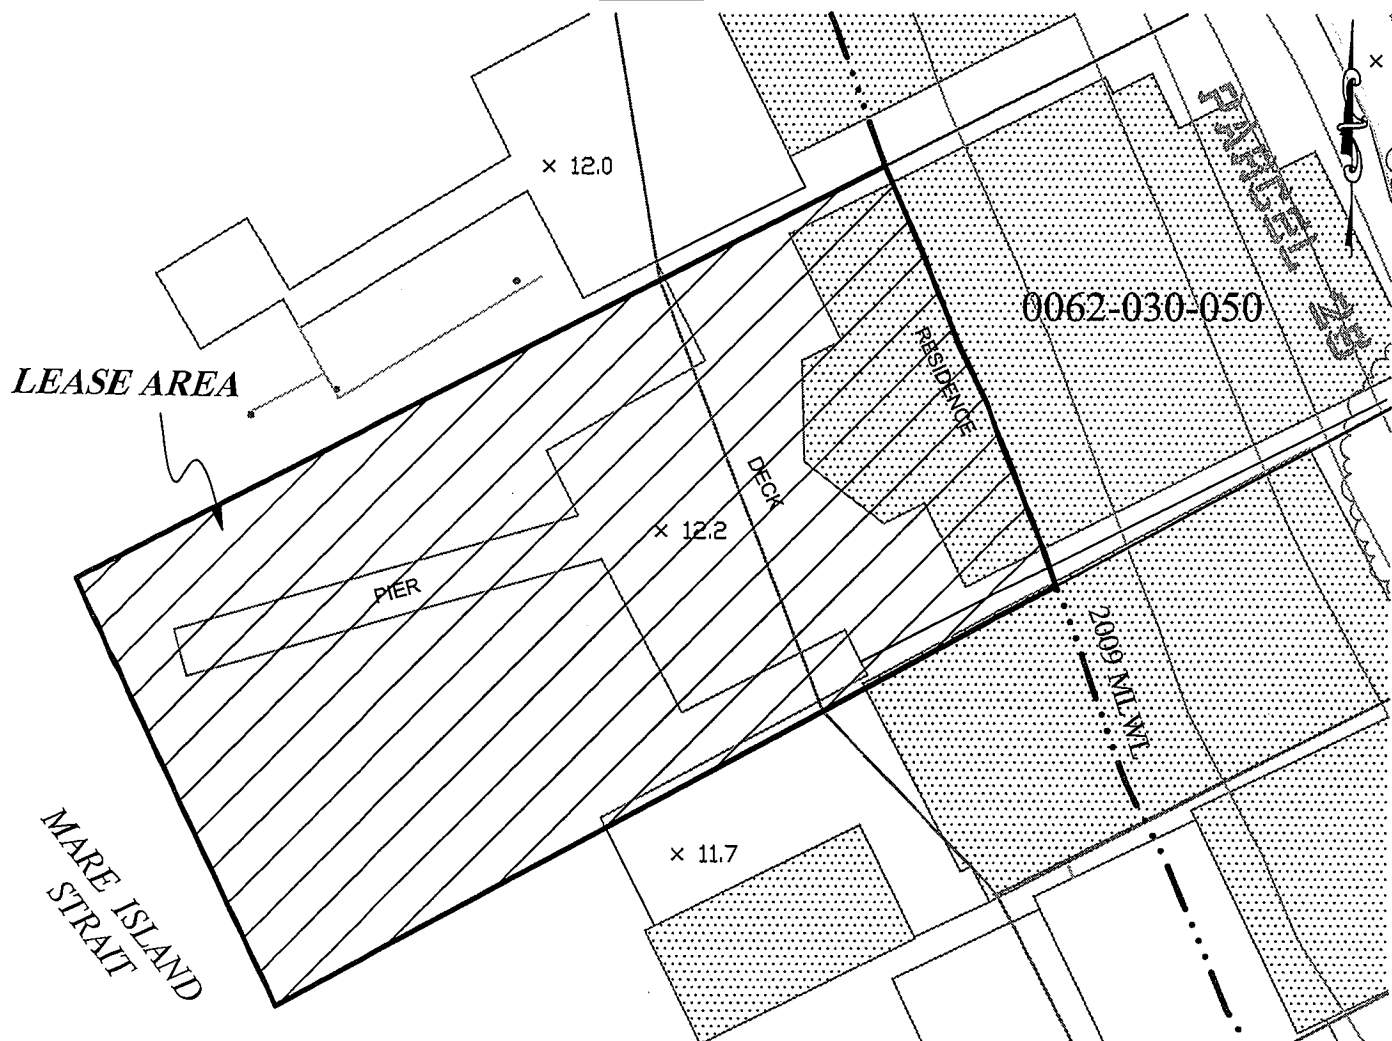 PARCEL 25
× 12.0
0062-030-050
LEASE AREA
RESIDENCE
DECK
× 12.2
PIER
2009 MLWL
MARE ISLAND
STRAIT
× 11.7